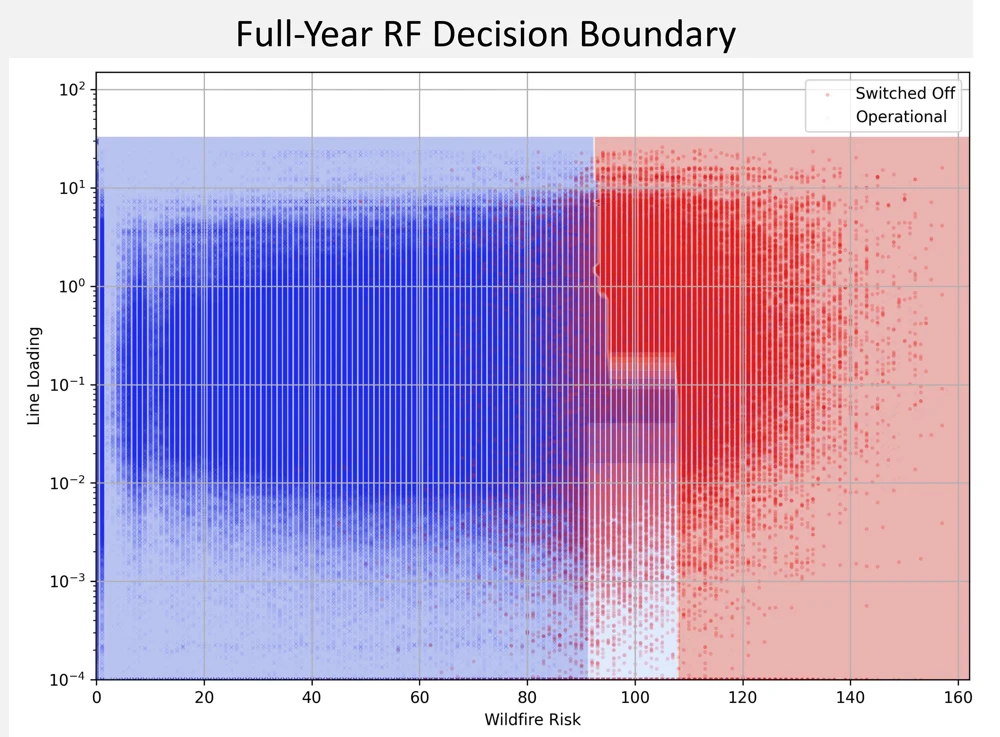 Full-Year RF Decision Boundary
Switched Off
Operational
10²
10¹
10⁰
10⁻¹
10⁻²
10⁻³
10⁻⁴
Line Loading
0 20 40 60 80 100 120 140 160
Wildfire Risk